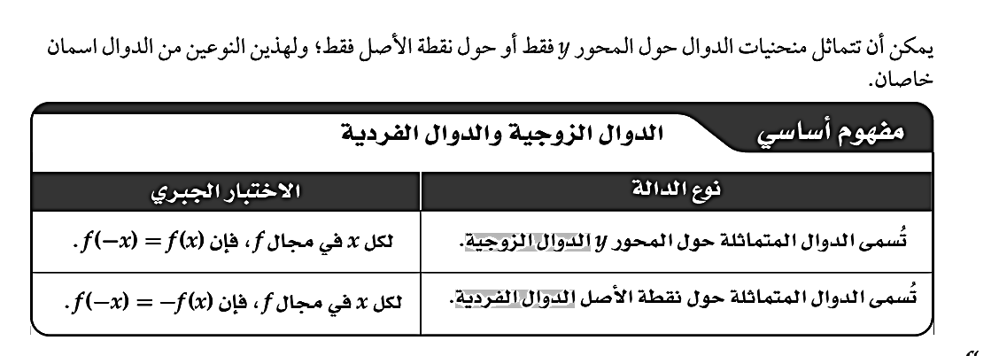 يمكن أن تتماثل منحنيات الدوال حول المحور y فقط أو حول نقطة الأصل فقط؛ ولهذين النوعين من الدوال اسمان
خاصان.
مفهوم أساسي
الدوال الزوجية والدوال الفردية
نوع الدالة
الاختبار الجبري
تُسمى الدوال المتماثلة حول المحور y الدوال الزوجية.
لكل x في مجال f ، فإن f(−x) = f(x) .
تُسمى الدوال المتماثلة حول نقطة الأصل الدوال الفردية.
لكل x في مجال f ، فإن f(−x) = −f(x) .